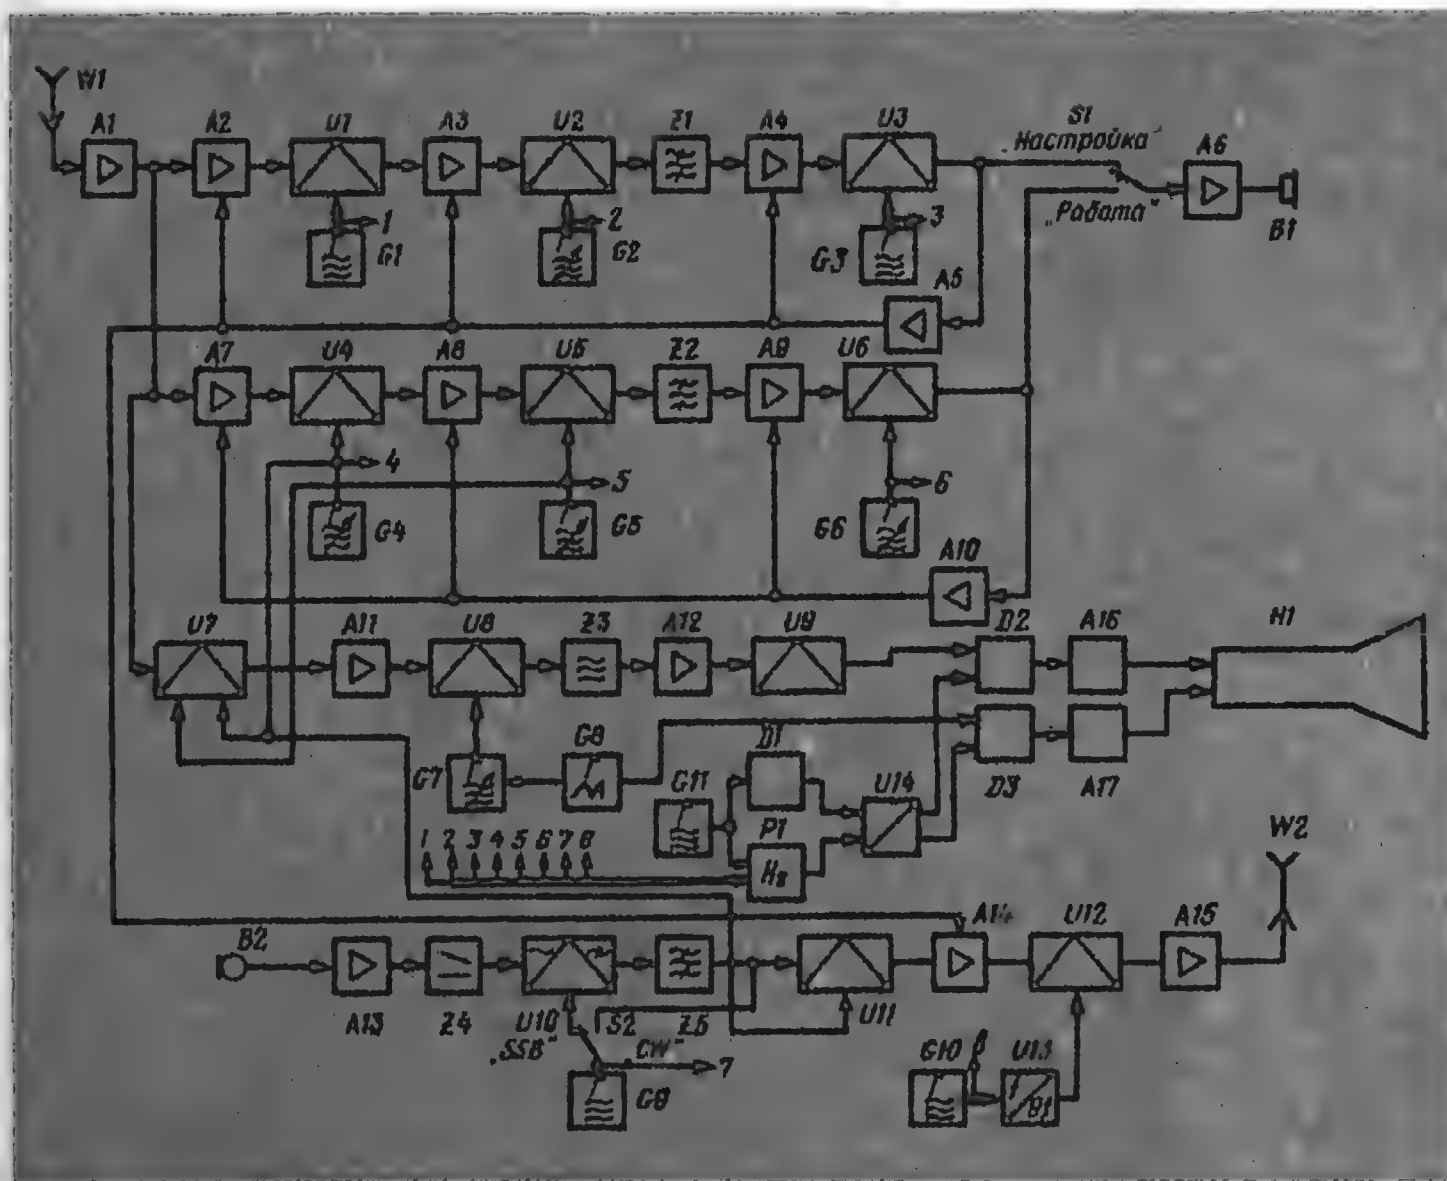 W1
A1 A2 U1 A3 U2 Z1 A4 U3
S1
„Настройка"
A6
„Работа"
B1
1 2 3
G1 G2 G3 A5
A7 U4 A8 U5 Z2 A9 U6
4 5 6
G4 G5 G6
A10
U7 A11 U8 Z3 A12 U9 D2 A16 H1
G7 G8 D1 G11 U14 D3 A17
P1
1 2 3 4 5 6 7 8
Hz
W2
B2 A14 U12 A15
A13 Z4 U10 S2 Z5 U11
„SSB" „CW" 7
G9
G10 8 U13
f
8f